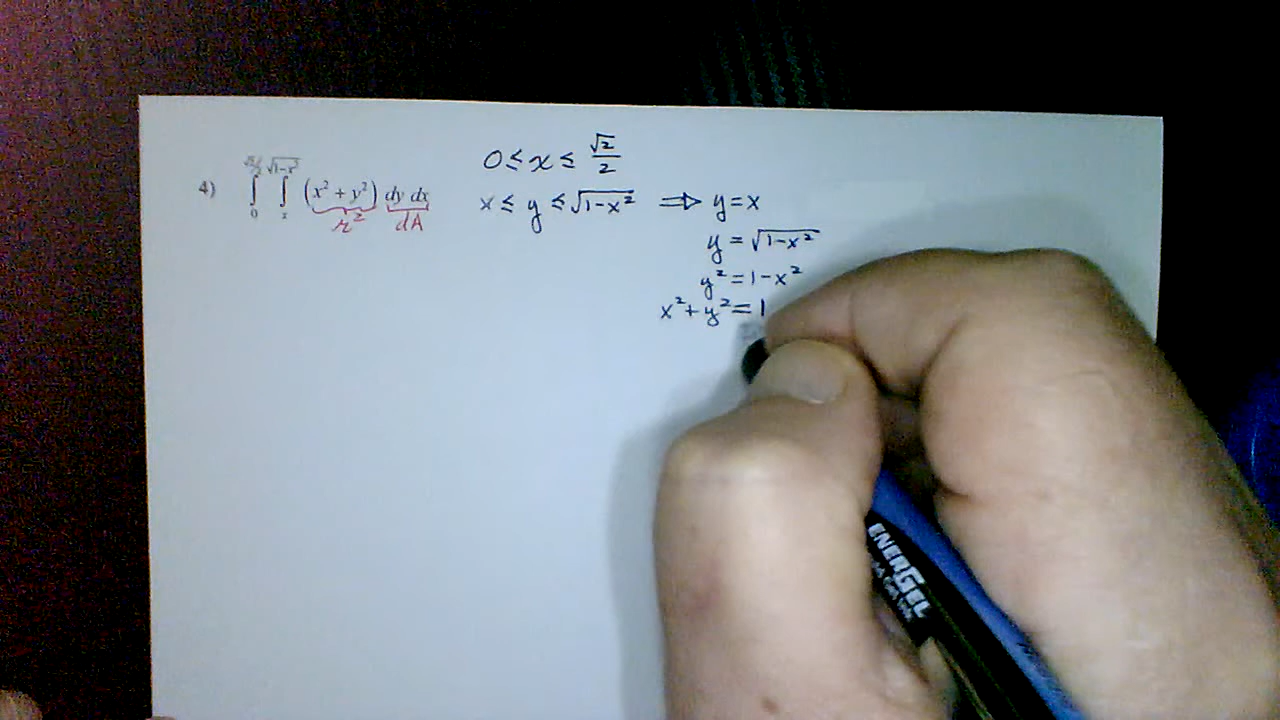 0 ≤ x ≤ √2/2
4) ∫₀^(√2/2) ∫ₓ^√(1-x²) (x² + y²) dy dx
r² dA
x ≤ y ≤ √(1-x²) ⇒ y = x
y = √(1-x²)
y² = 1-x²
x² + y² = 1
ENERGEL